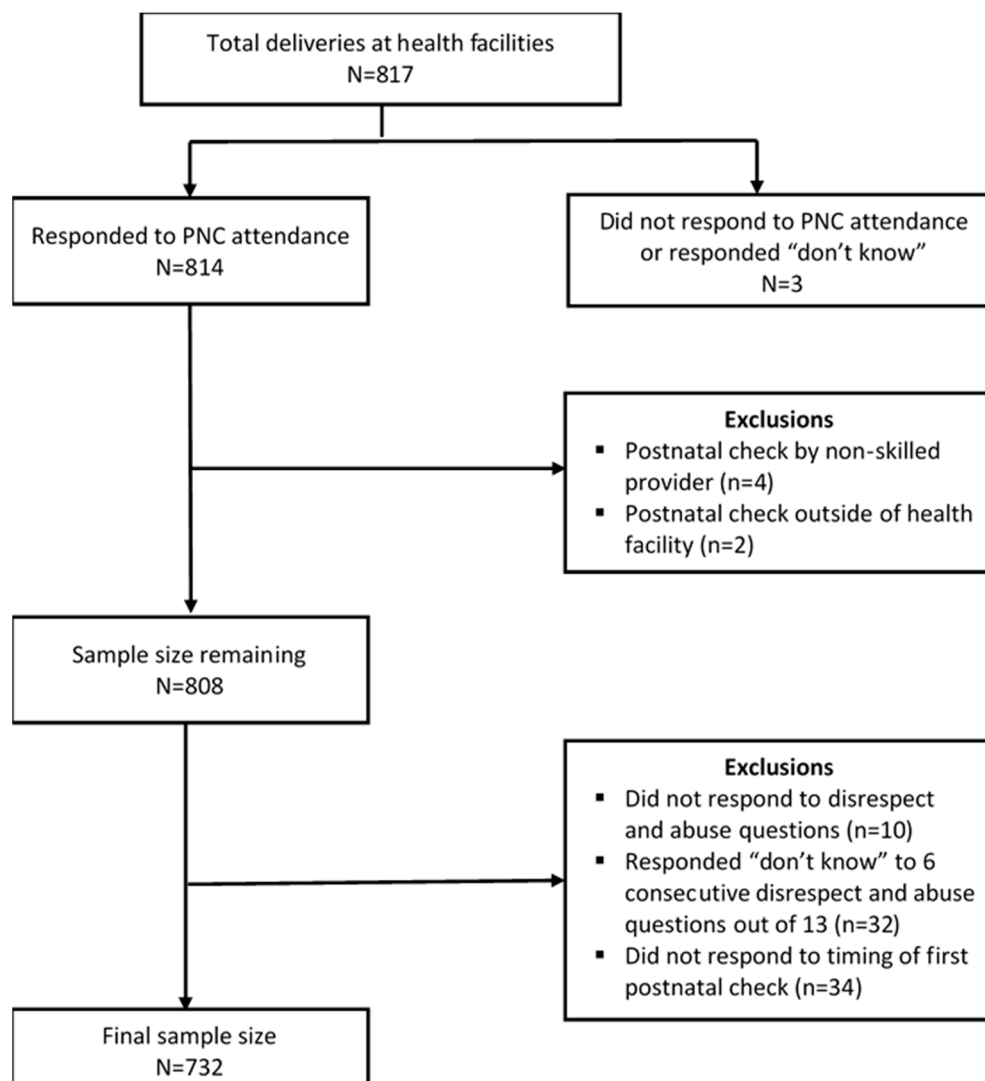 Total deliveries at health facilities
N=817
Responded to PNC attendance
N=814
Did not respond to PNC attendance
or responded “don’t know”
N=3
Exclusions
▪ Postnatal check by non-skilled
provider (n=4)
▪ Postnatal check outside of health
facility (n=2)
Sample size remaining
N=808
Exclusions
▪ Did not respond to disrespect
and abuse questions (n=10)
▪ Responded “don’t know” to 6
consecutive disrespect and abuse
questions out of 13 (n=32)
▪ Did not respond to timing of first
postnatal check (n=34)
Final sample size
N=732